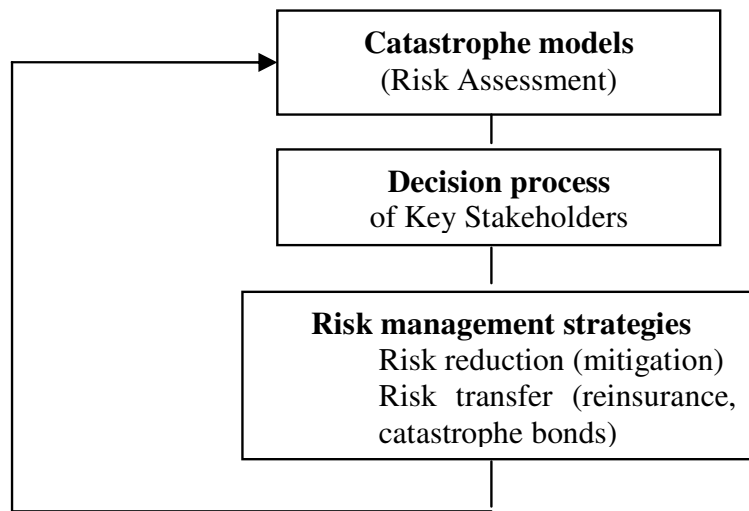 Catastrophe models
(Risk Assessment)
Decision process
of Key Stakeholders
Risk management strategies
Risk reduction (mitigation)
Risk transfer (reinsurance,
catastrophe bonds)